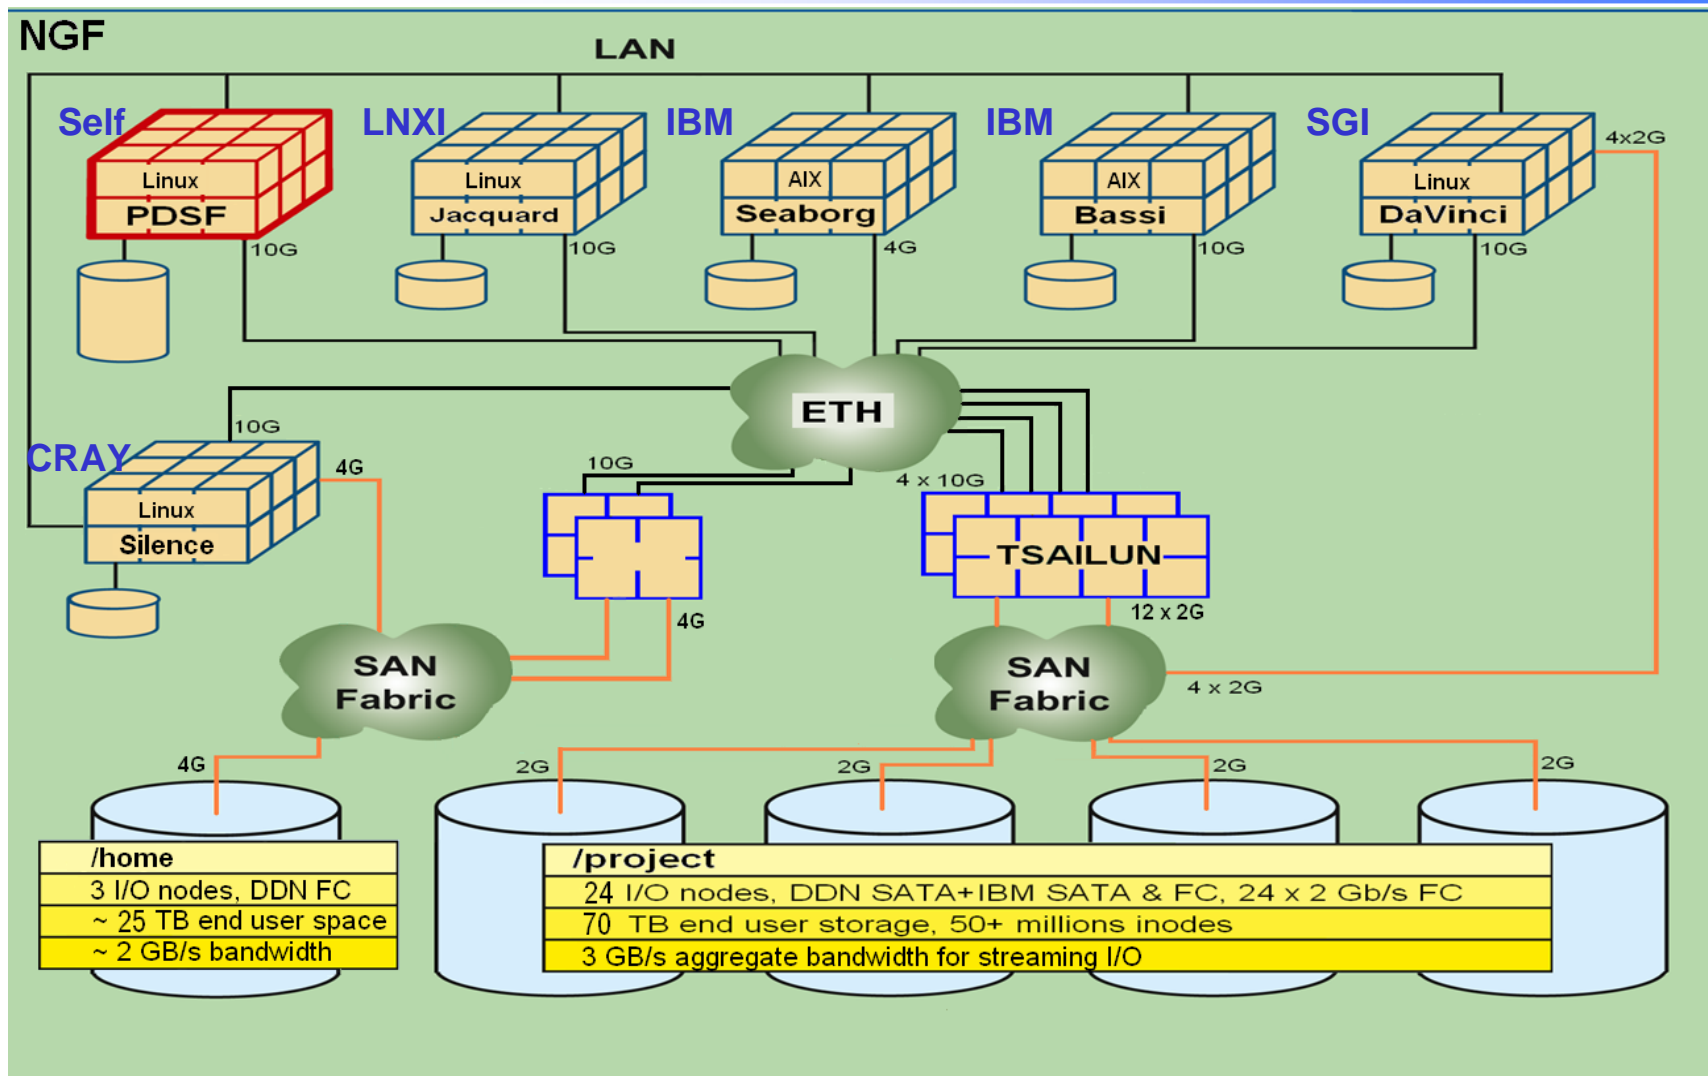 NGF
LAN
Self
LNXI
IBM
IBM
SGI
4x2G
Linux
PDSF
Linux
Jacquard
AIX
Seaborg
AIX
Bassi
Linux
DaVinci
10G
10G
4G
10G
10G
ETH
10G
CRAY
4G
10G
4 x 10G
Linux
Silence
TSAILUN
4G
12 x 2G
SAN
Fabric
SAN
Fabric
4 x 2G
4G
2G
2G
2G
2G
/home
3 I/O nodes, DDN FC
~ 25 TB end user space
~ 2 GB/s bandwidth
/project
24 I/O nodes, DDN SATA+IBM SATA & FC, 24 x 2 Gb/s FC
70 TB end user storage, 50+ millions inodes
3 GB/s aggregate bandwidth for streaming I/O